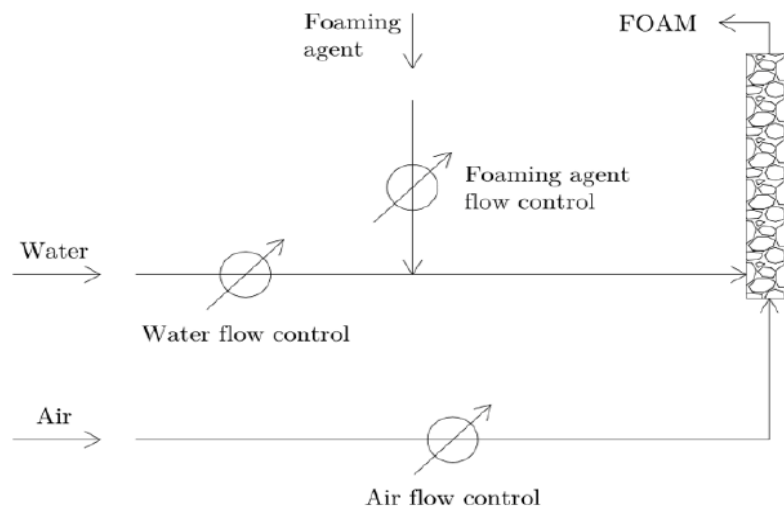 Foaming
agent
FOAM
Foaming agent
flow control
Water
Water flow control
Air
Air flow control